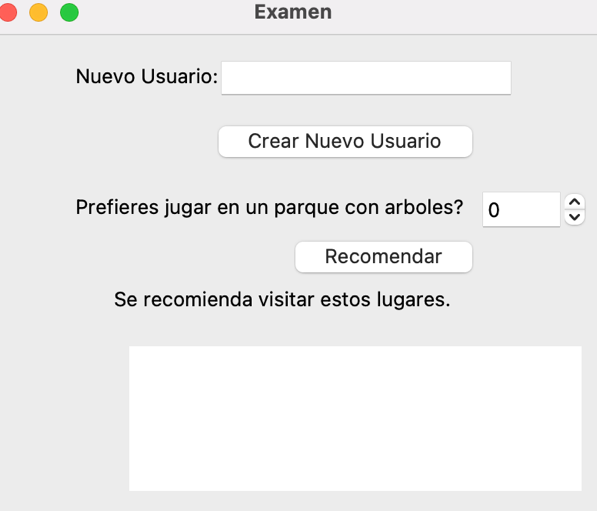 Examen
Nuevo Usuario:
Crear Nuevo Usuario
Prefieres jugar en un parque con arboles? 0
Recomendar
Se recomienda visitar estos lugares.